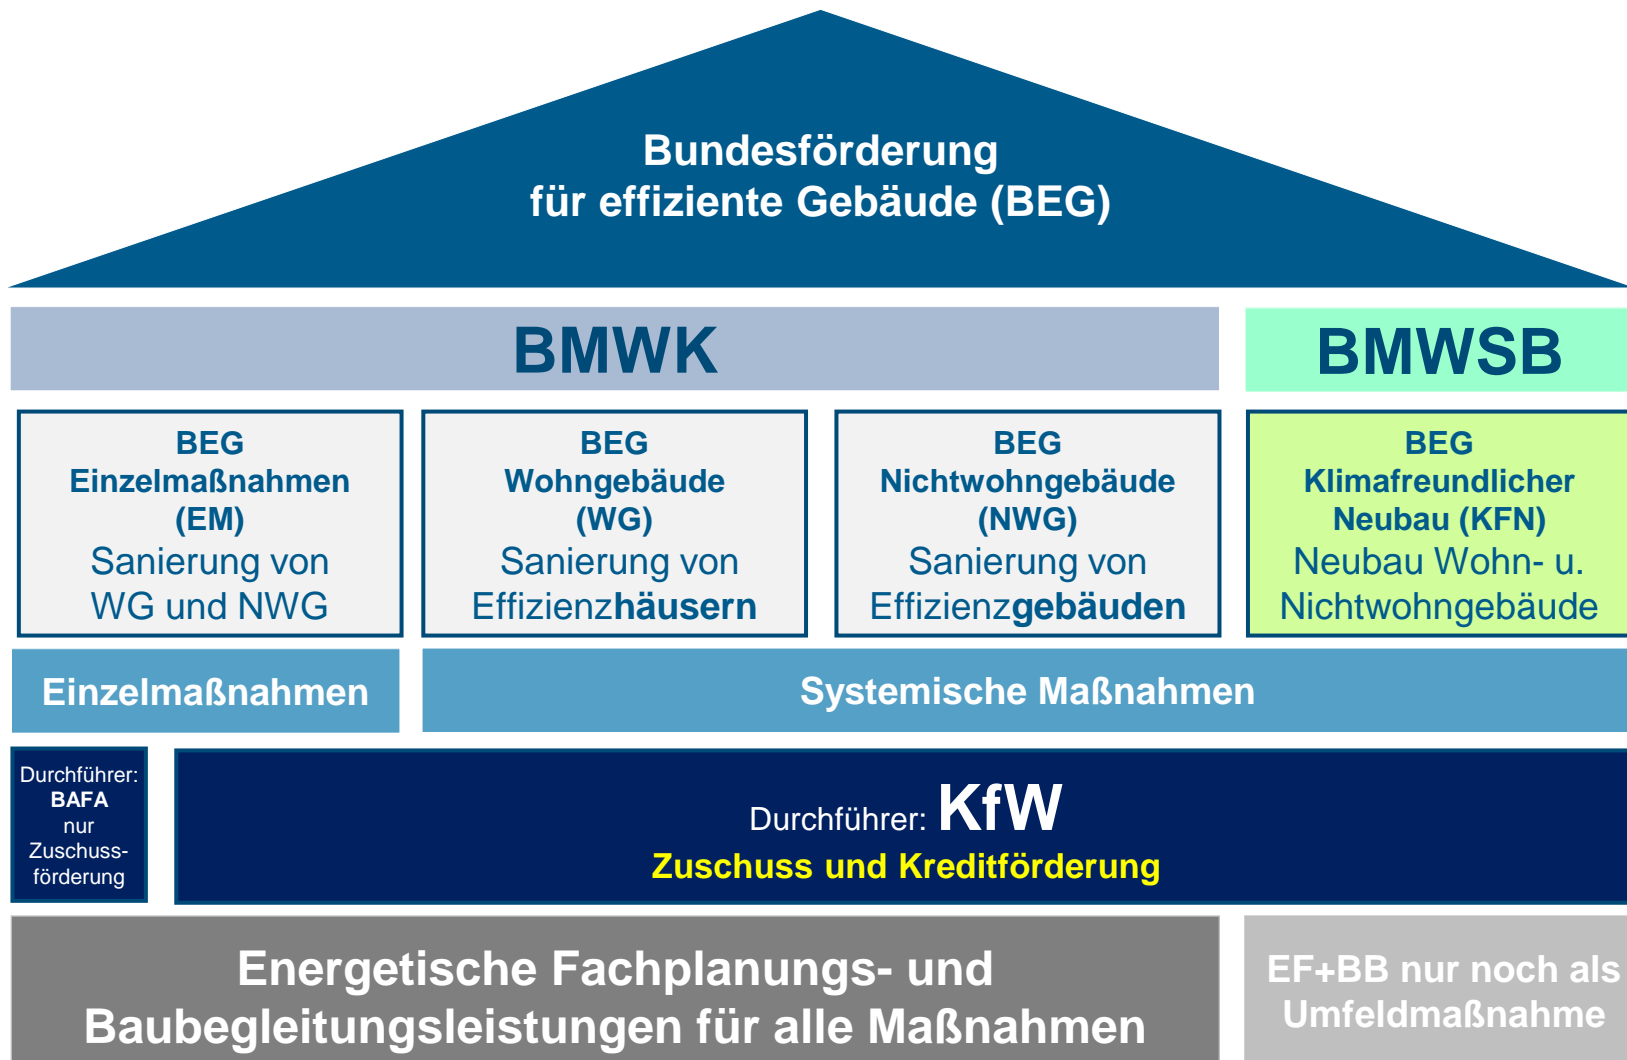 Bundesförderung
für effiziente Gebäude (BEG)
BMWK
BMWSB
BEG
Einzelmaßnahmen
(EM)
Sanierung von
WG und NWG
BEG
Wohngebäude
(WG)
Sanierung von
Effizienzhäusern
BEG
Nichtwohngebäude
(NWG)
Sanierung von
Effizienzgebäuden
BEG
Klimafreundlicher
Neubau (KFN)
Neubau Wohn- u.
Nichtwohngebäude
Einzelmaßnahmen
Systemische Maßnahmen
Durchführer:
BAFA
nur
Zuschuss-
förderung
Durchführer: KfW
Zuschuss und Kreditförderung
Energetische Fachplanungs- und
Baubegleitungsleistungen für alle Maßnahmen
EF+BB nur noch als
Umfeldmaßnahme